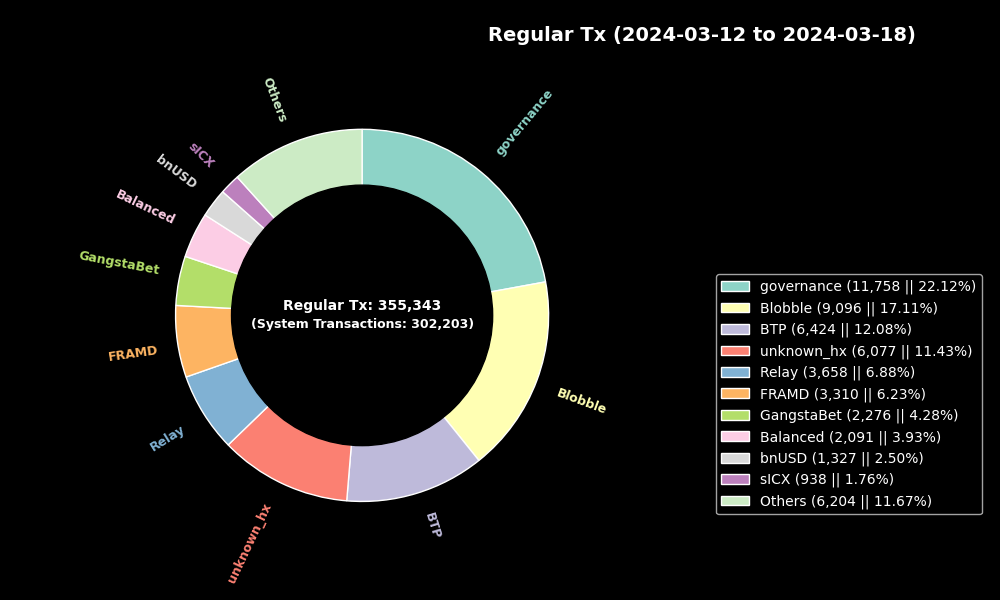 Regular Tx (2024-03-12 to 2024-03-18)
Others
governance
sICX
bnUSD
Balanced
GangstaBet
FRAMD
Relay
unknown_hx
BTP
Blobble
Regular Tx: 355,343
(System Transactions: 302,203)
governance (11,758 || 22.12%)
Blobble (9,096 || 17.11%)
BTP (6,424 || 12.08%)
unknown_hx (6,077 || 11.43%)
Relay (3,658 || 6.88%)
FRAMD (3,310 || 6.23%)
GangstaBet (2,276 || 4.28%)
Balanced (2,091 || 3.93%)
bnUSD (1,327 || 2.50%)
sICX (938 || 1.76%)
Others (6,204 || 11.67%)